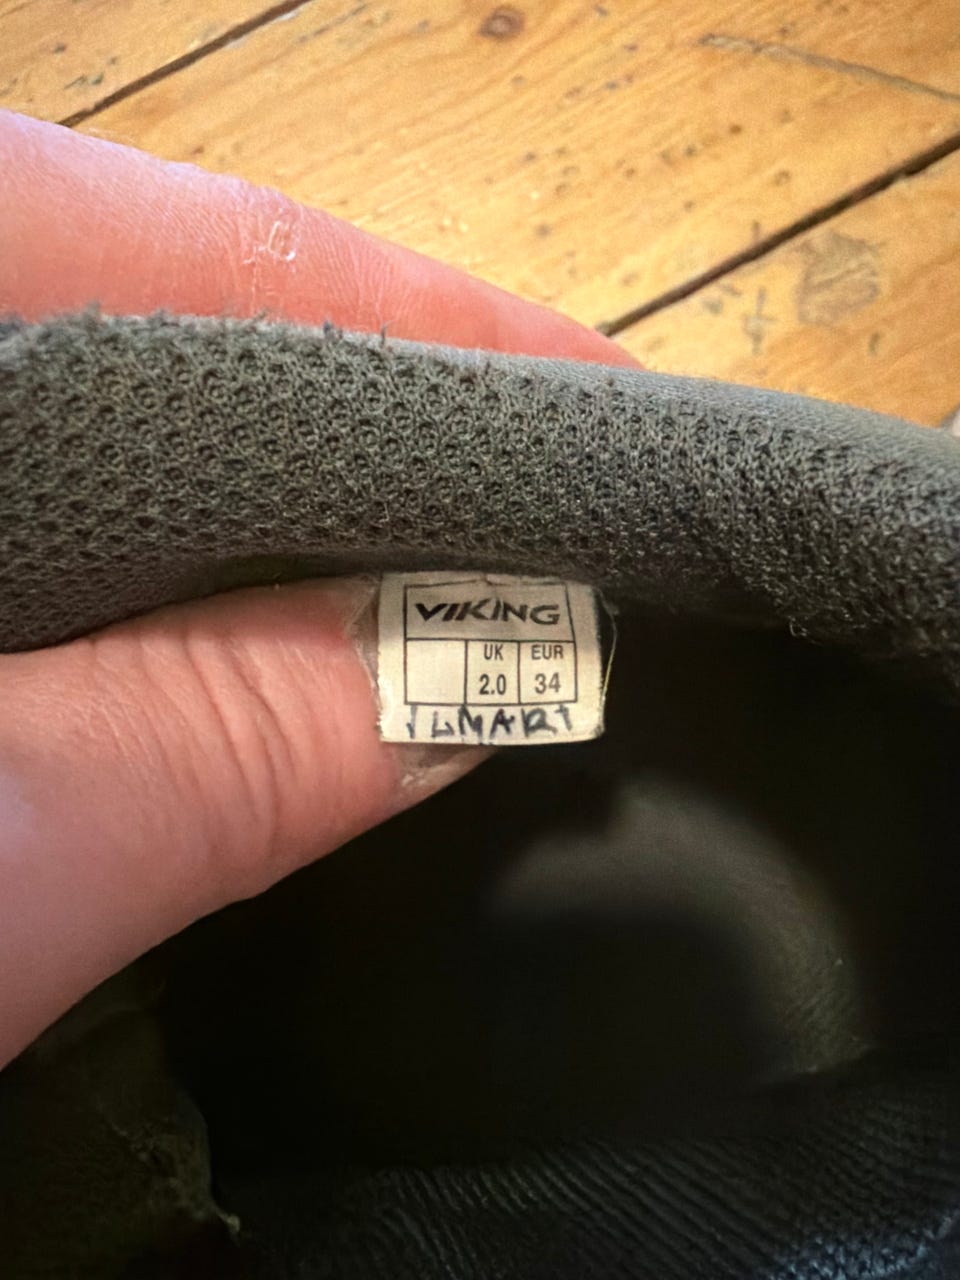 VIKING
UK EUR
2.0 34
ILMARI